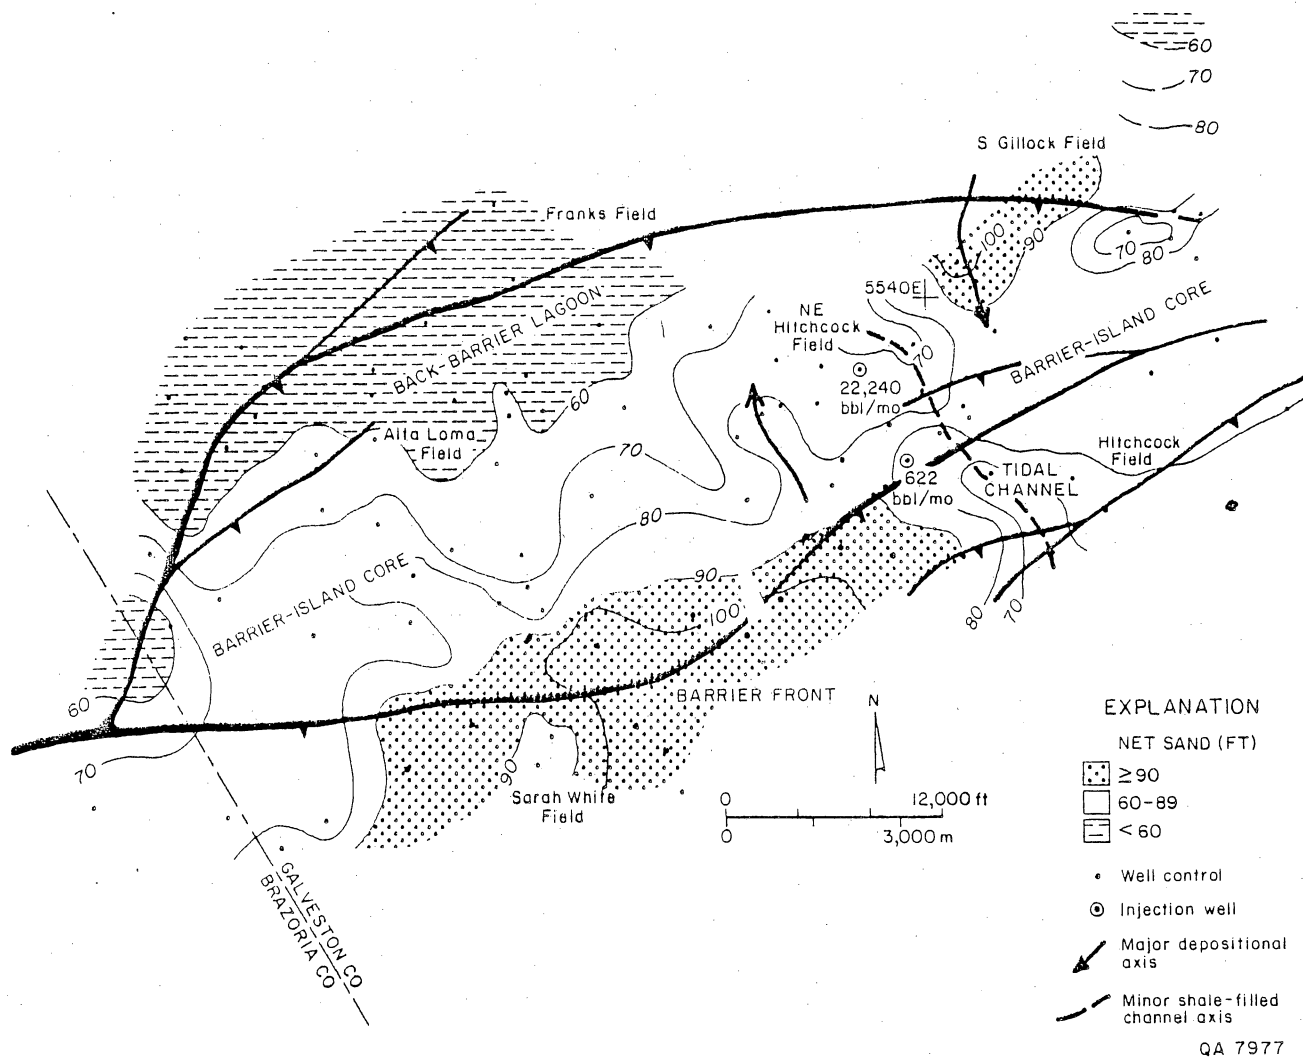 60
70
80
S Gillock Field
Franks Field
100
90
70
80
5540E
BACK-BARRIER LAGOON
NE
Hitchcock
Field
70
BARRIER-ISLAND CORE
22,240
bbl/mo
60
Alta Loma
Field
70
Hitchcock
Field
622
bbl/mo
TIDAL
CHANNEL
80
90
BARRIER-ISLAND CORE
100
80
70
60
BARRIER FRONT
N
70
90
Sarah White
Field
0 12,000 ft
0 3,000 m
GALVESTON CO
BRAZORIA CO
EXPLANATION
NET SAND (FT)
≥90
60-89
<60
Well control
Injection well
Major depositional
axis
Minor shale-filled
channel axis
QA 7977